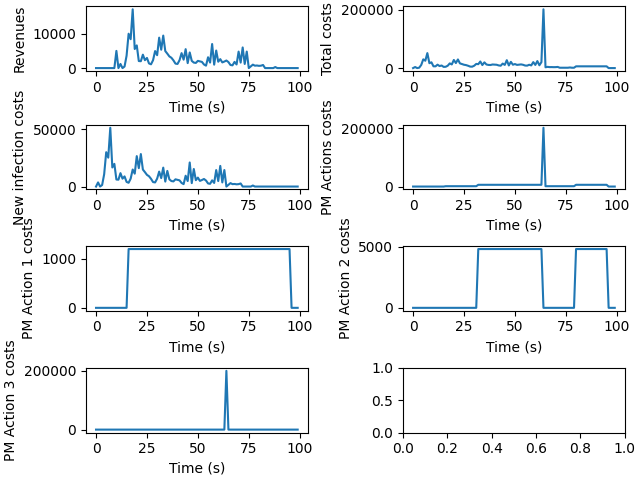 Revenues
10000
0
0 25 50 75 100
Time (s)
Total costs
200000
0
0 25 50 75 100
Time (s)
New infection costs
50000
0
0 25 50 75 100
Time (s)
PM Actions costs
200000
0
0 25 50 75 100
Time (s)
PM Action 1 costs
1000
0
0 25 50 75 100
Time (s)
PM Action 2 costs
5000
0
0 25 50 75 100
Time (s)
PM Action 3 costs
200000
0
0 25 50 75 100
Time (s)
1.0
0.5
0.0
0.0 0.2 0.4 0.6 0.8 1.0